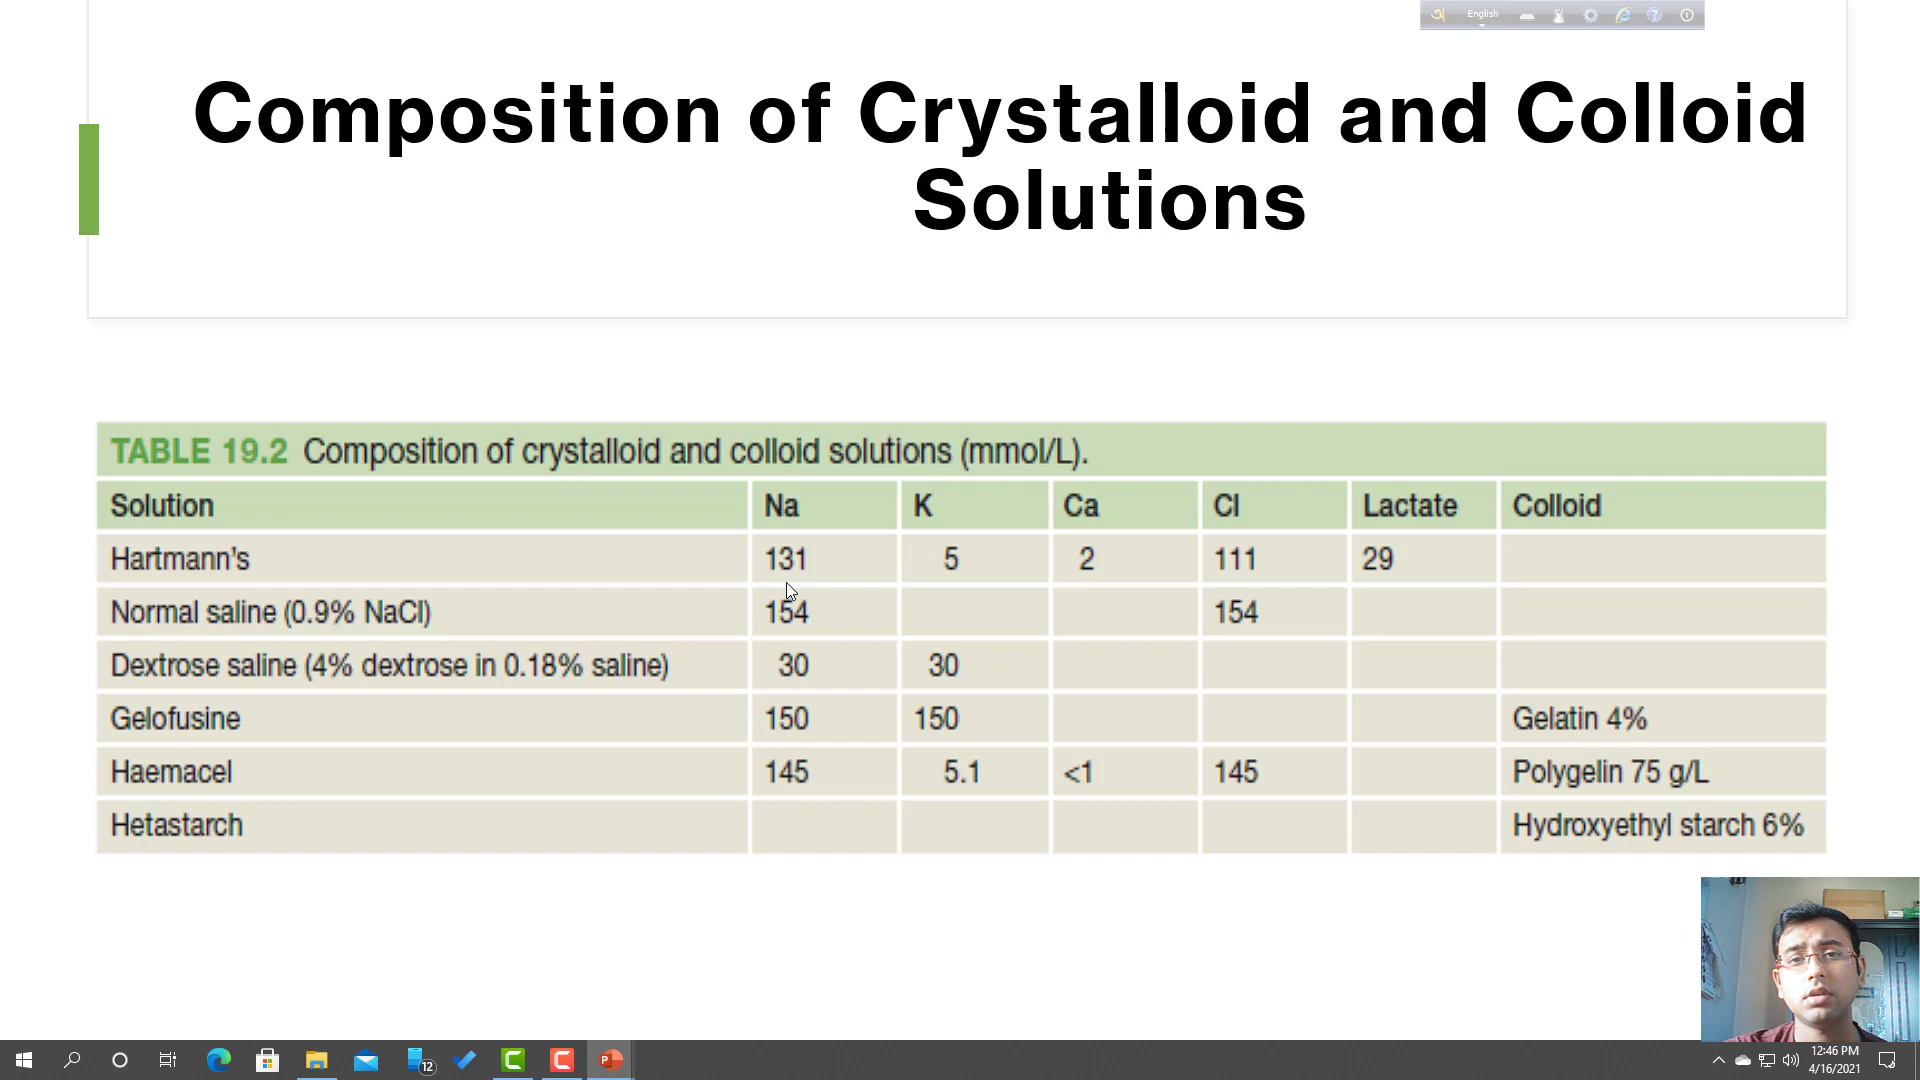 English
Composition of Crystalloid and Colloid
Solutions
TABLE 19.2 Composition of crystalloid and colloid solutions (mmol/L).
Solution Na K Ca Cl Lactate Colloid
Hartmann's 131 5 2 111 29
Normal saline (0.9% NaCl) 154 154
Dextrose saline (4% dextrose in 0.18% saline) 30 30
Gelofusine 150 150 Gelatin 4%
Haemacel 145 5.1 <1 145 Polygelin 75 g/L
Hetastarch Hydroxyethyl starch 6%
12
12:46 PM
4/16/2021